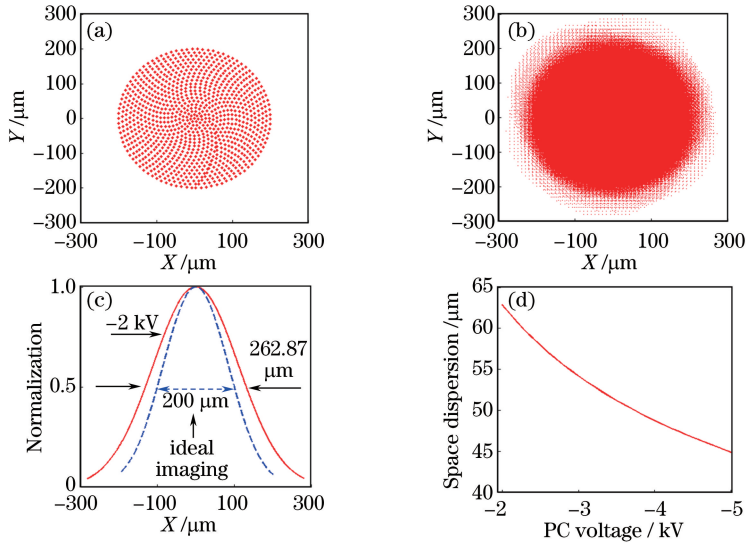 (a)
300
200
100
0
−100
−200
−300
Y /μm
−300
−100
100
300
X /μm
(b)
300
200
100
0
−100
−200
−300
Y /μm
−300
−100
100
300
X /μm
(c)
1.0
0.5
0
Normalization
−2 kV
262.87
μm
200 μm
ideal
imaging
−300
−100
100
300
X /μm
(d)
65
60
55
50
45
40
Space dispersion /μm
−2
−3
−4
−5
PC voltage / kV